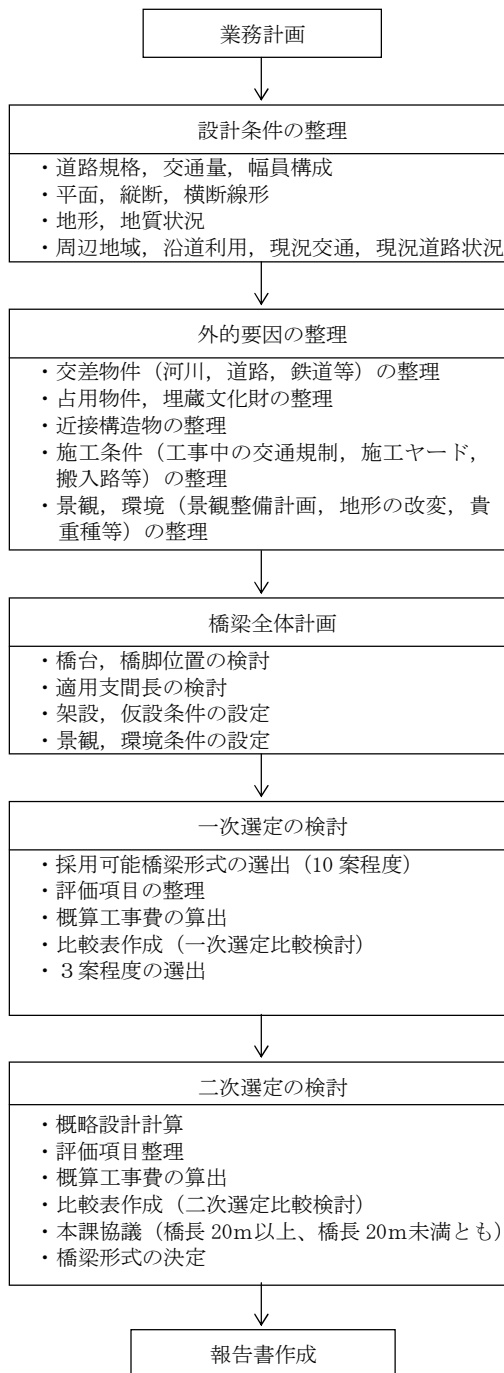 業務計画
設計条件の整理
・道路規格，交通量，幅員構成
・平面，縦断，横断線形
・地形，地質状況
・周辺地域，沿道利用，現況交通，現況道路状況
外的要因の整理
・交差物件（河川，道路，鉄道等）の整理
・占用物件，埋蔵文化財の整理
・近接構造物の整理
・施工条件（工事中の交通規制，施工ヤード，
搬入路等）の整理
・景観，環境（景観整備計画，地形の改変，貴
重種等）の整理
橋梁全体計画
・橋台，橋脚位置の検討
・適用支間長の検討
・架設，仮設条件の設定
・景観，環境条件の設定
一次選定の検討
・採用可能橋梁形式の選出（10 案程度）
・評価項目の整理
・概算工事費の算出
・比較表作成（一次選定比較検討）
・３案程度の選出
二次選定の検討
・概略設計計算
・評価項目整理
・概算工事費の算出
・比較表作成（二次選定比較検討）
・本課協議（橋長 20ｍ以上、橋長 20ｍ未満とも）
・橋梁形式の決定
報告書作成